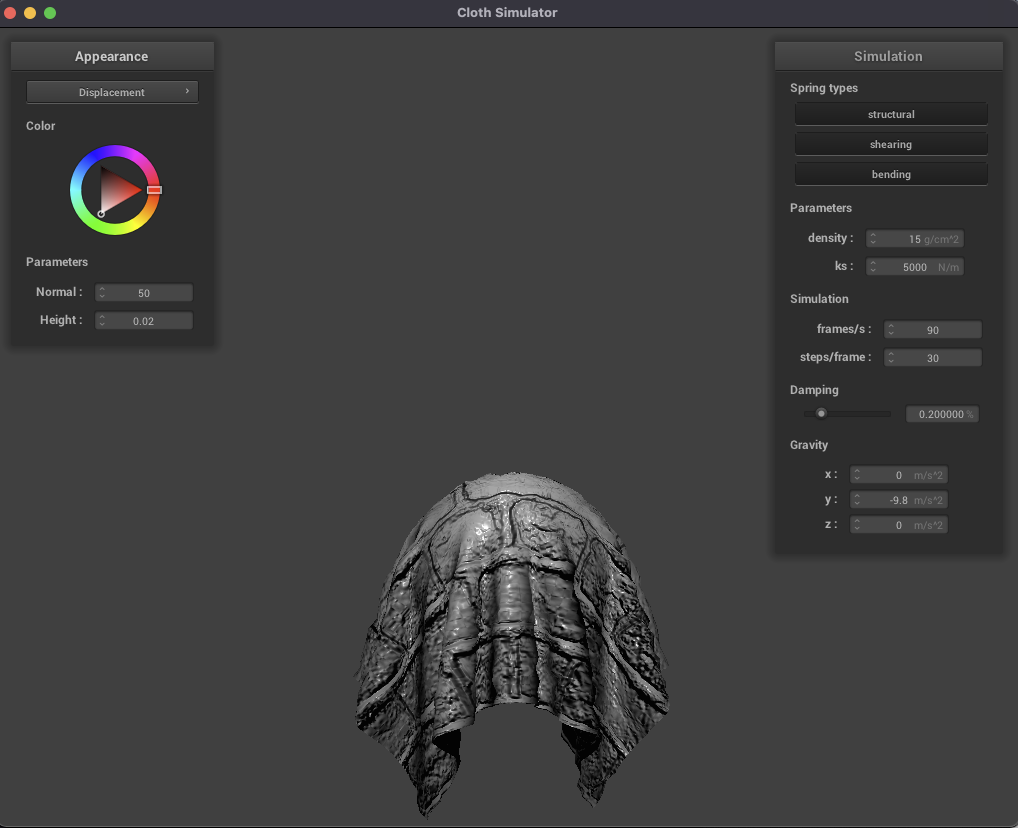 Cloth Simulator
Appearance
Displacement
Color
Parameters
Normal : 50
Height : 0.02
Simulation
Spring types
structural
shearing
bending
Parameters
density : 15 g/cm^2
ks : 5000 N/m
Simulation
frames/s : 90
steps/frame : 30
Damping
0.200000 %
Gravity
x : 0 m/s^2
y : -9.8 m/s^2
z : 0 m/s^2